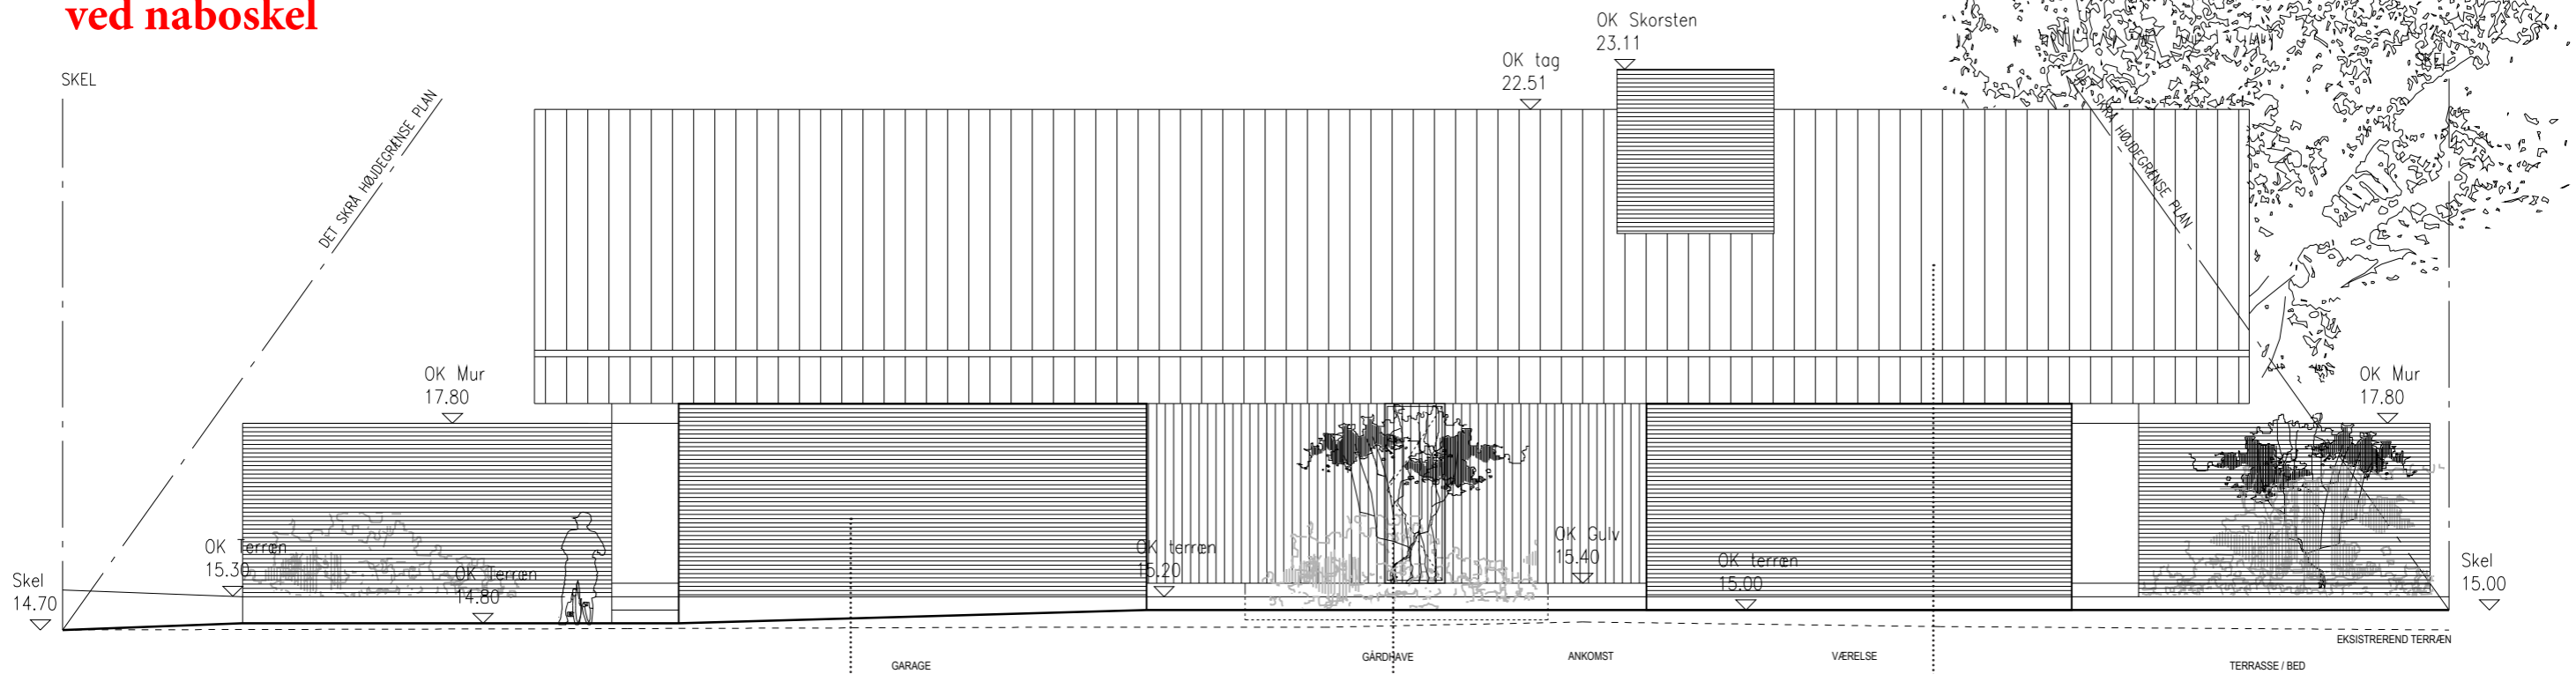 ved naboskel
OK Skorsten
23.11
OK tag
22.51
SKEL
DET SKRÅ HØJDEGRÆNSE PLAN
DET SKRÅ HØJDEGRÆNSE PLAN
OK Mur
17.80
OK Mur
17.80
OK Terræn
15.30
OK Terræn
14.80
OK terræn
15.20
OK Gulv
15.40
OK terræn
15.00
Skel
14.70
Skel
15.00
EKSISTREREND TERRÆN
GARAGE
GÅRDHAVE
ANKOMST
VÆRELSE
TERRASSE / BED